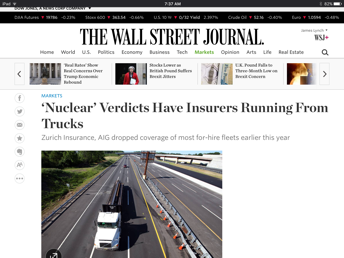 iPad
7:37 AM
82%
DOW JONES, A NEWS CORP COMPANY
DJIA Futures ▼ 19786 -0.23%
Stoxx 600 ▼ 363.54 -0.68%
U.S. 10 Yr ▼ 0/32 Yield 2.397%
Crude Oil ▼ 52.16 -0.40%
Euro ▼ 1.0594 -0.48%
THE WALL STREET JOURNAL.
James Lynch
WSJ+
Home World U.S. Politics Economy Business Tech Markets Opinion Arts Life Real Estate
'Real Rates' Show
Real Concerns Over
Trump Economic
Rebound
Stocks Lower as
British Pound Suffers
Brexit Jitters
U.K. Pound Falls to
Three-Month Low on
Brexit Concern
MARKETS
'Nuclear' Verdicts Have Insurers Running From
Trucks
Zurich Insurance, AIG dropped coverage of most for-hire fleets earlier this year